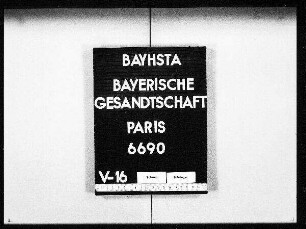 BAYHSTA
BAYERISCHE
GESANDTSCHAFT
PARIS
6690
V-16